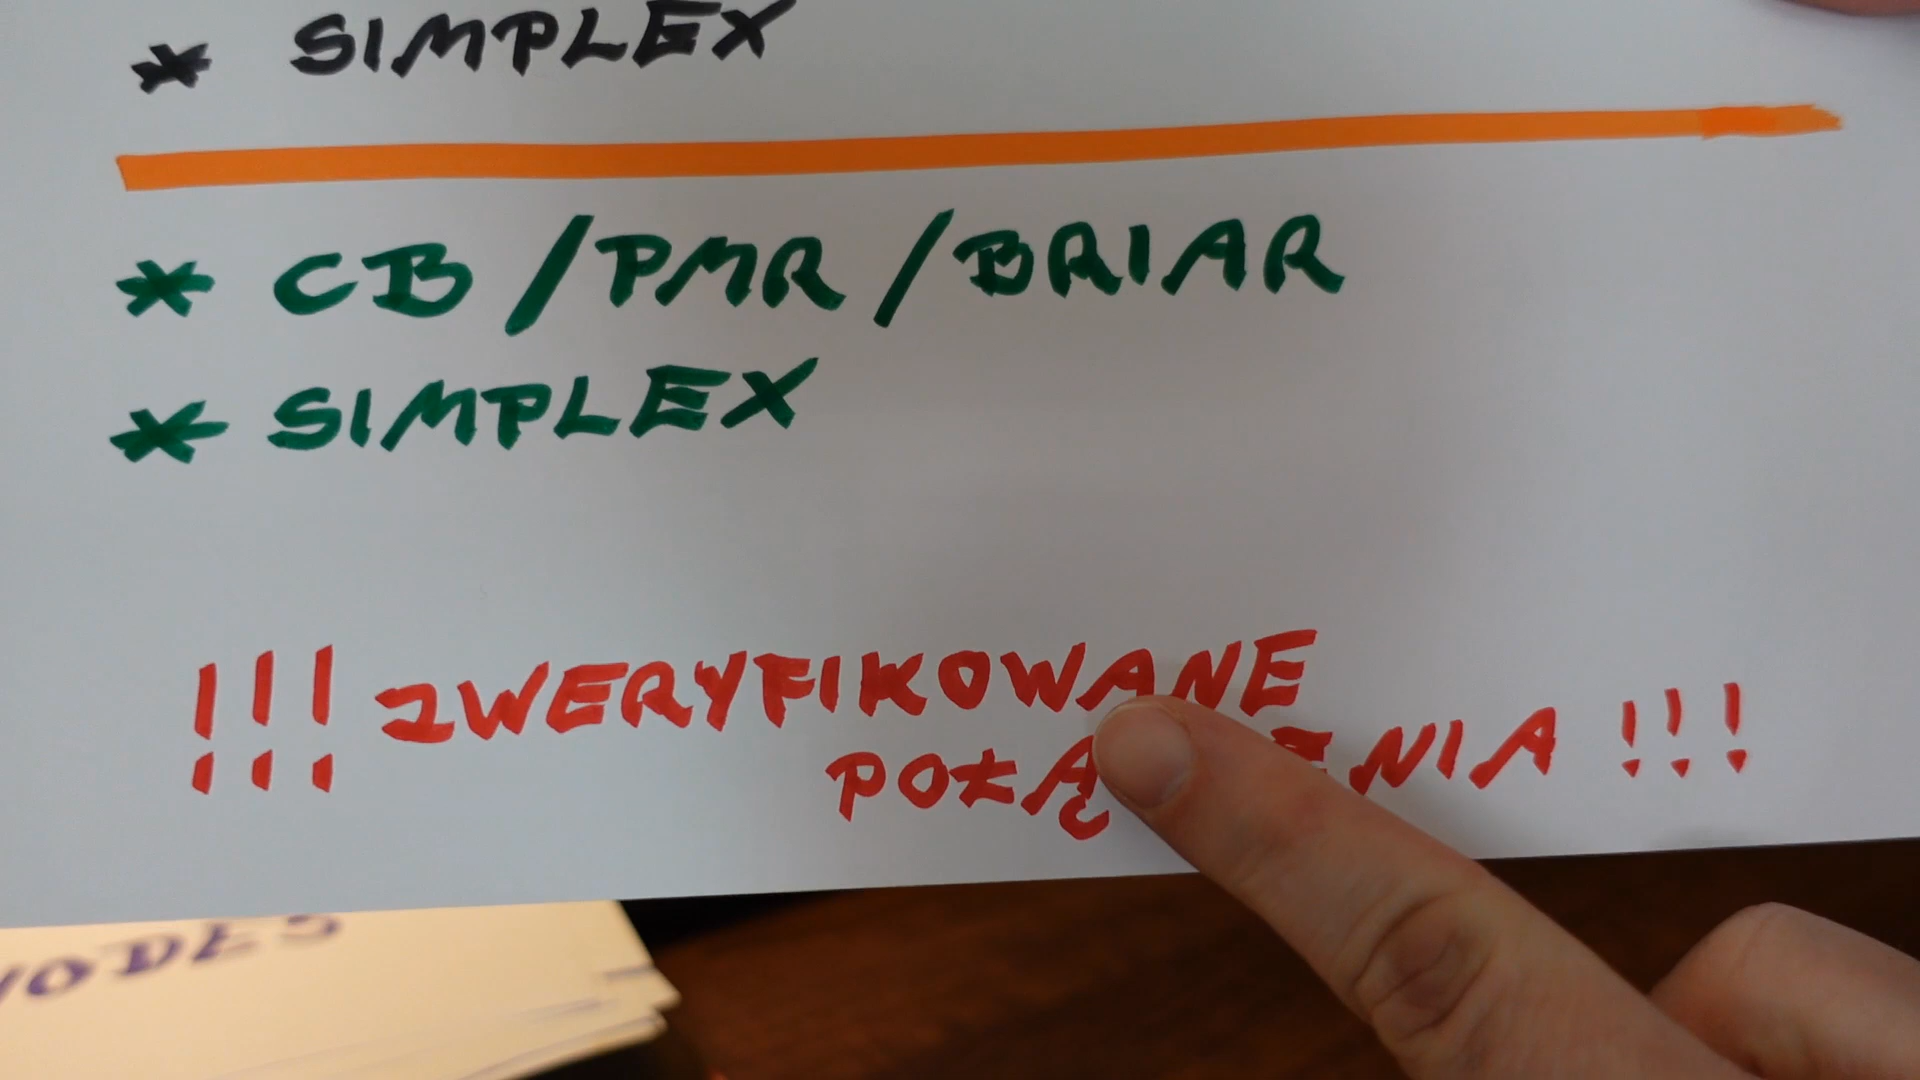 * SIMPLEX
* CB / PMR / BRIAR
* SIMPLEX
!!! ZWERYFIKOWANE
!!!